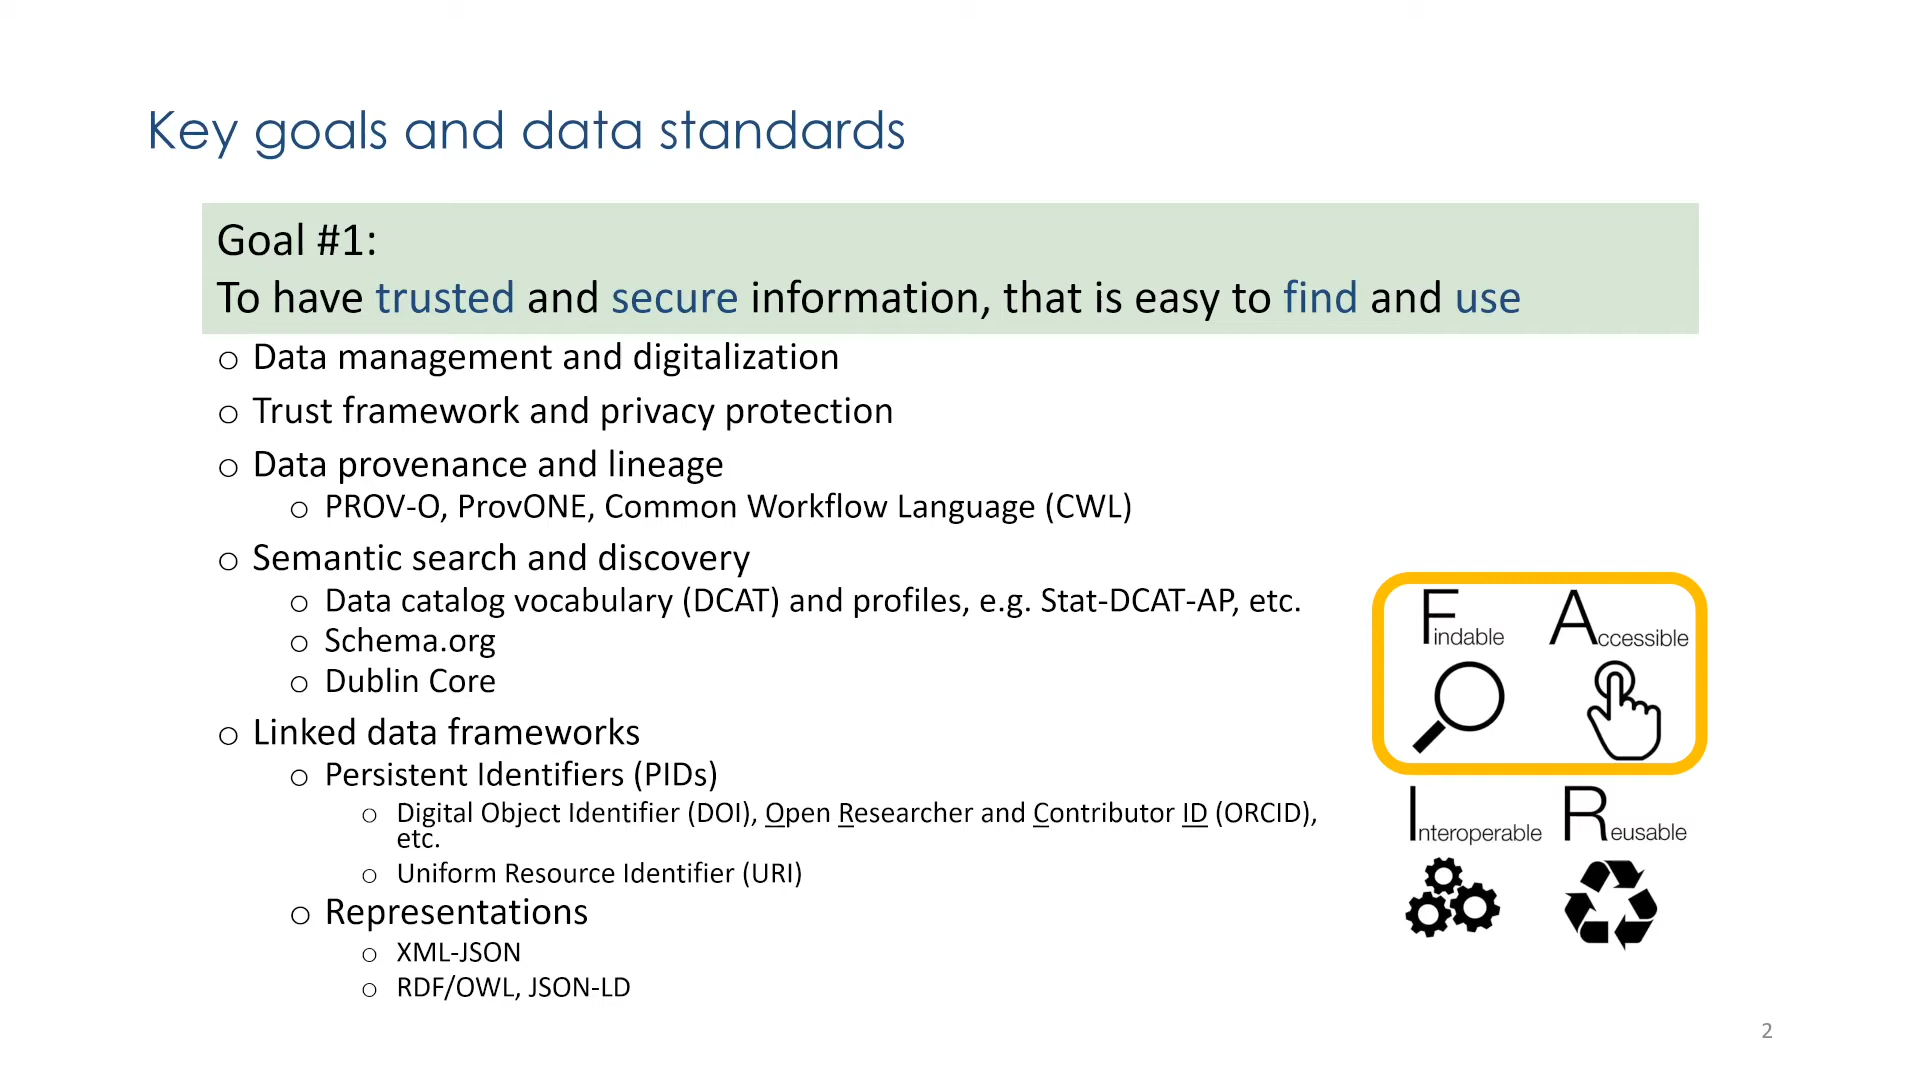 Key goals and data standards
Goal #1:
To have trusted and secure information, that is easy to find and use
o Data management and digitalization
o Trust framework and privacy protection
o Data provenance and lineage
o PROV-O, ProvONE, Common Workflow Language (CWL)
o Semantic search and discovery
o Data catalog vocabulary (DCAT) and profiles, e.g. Stat-DCAT-AP, etc.
o Schema.org
o Dublin Core
o Linked data frameworks
o Persistent Identifiers (PIDs)
o Digital Object Identifier (DOI), Open Researcher and Contributor ID (ORCID),
etc.
o Uniform Resource Identifier (URI)
o Representations
o XML-JSON
o RDF/OWL, JSON-LD
Findable Accessible
Interoperable Reusable
2